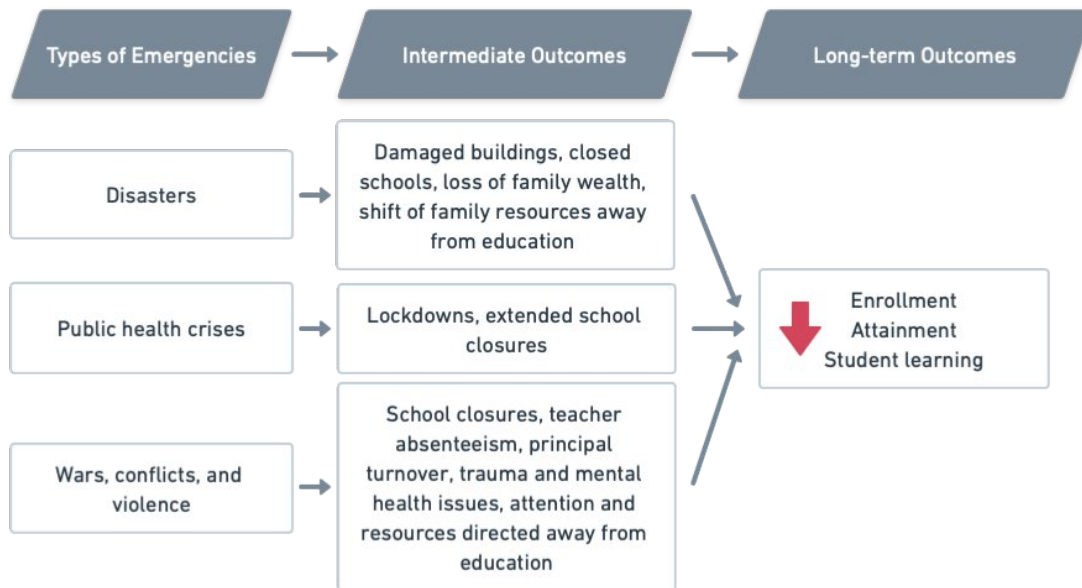 Types of Emergencies
Intermediate Outcomes
Long-term Outcomes
Disasters
Damaged buildings, closed
schools, loss of family wealth,
shift of family resources away
from education
Public health crises
Lockdowns, extended school
closures
Enrollment
Attainment
Student learning
Wars, conflicts, and
violence
School closures, teacher
absenteeism, principal
turnover, trauma and mental
health issues, attention and
resources directed away from
education